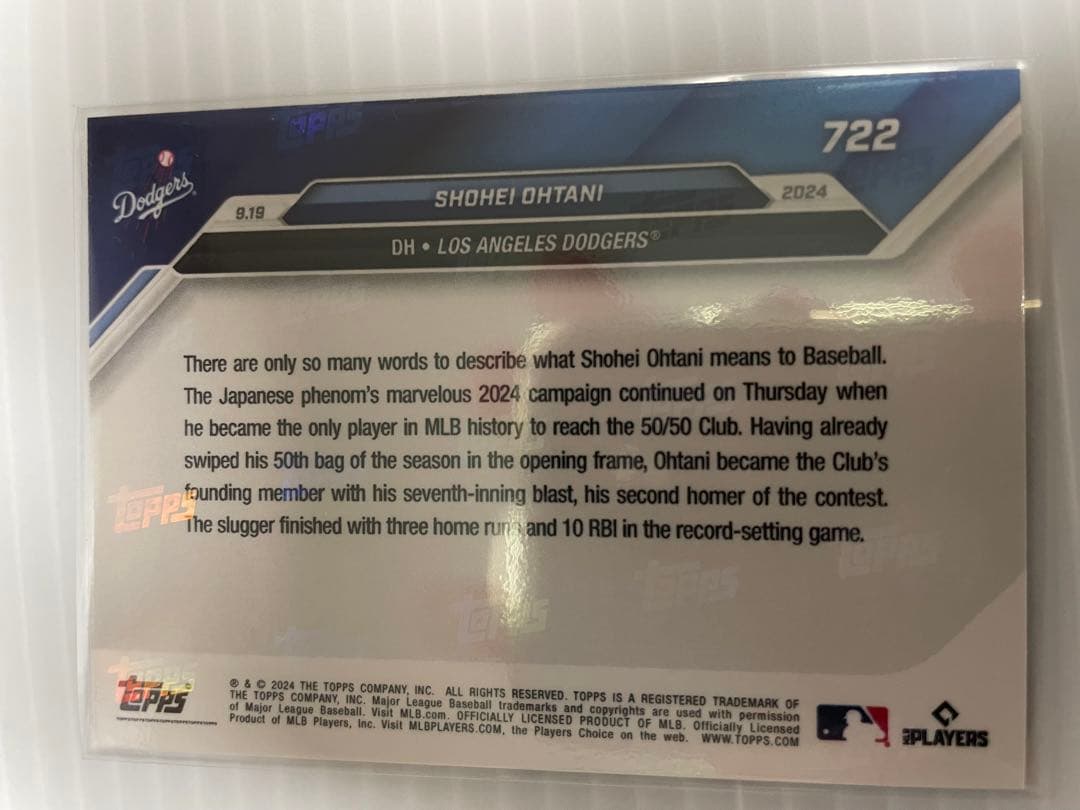 722
Dodgers
9.19
SHOHEI OHTANI
2024
DH • LOS ANGELES DODGERS®
There are only so many words to describe what Shohei Ohtani means to Baseball.
The Japanese phenom's marvelous 2024 campaign continued on Thursday when
he became the only player in MLB history to reach the 50/50 Club. Having already
swiped his 50th bag of the season in the opening frame, Ohtani became the Club's
founding member with his seventh-inning blast, his second homer of the contest.
The slugger finished with three home runs and 10 RBI in the record-setting game.
topps
® & © 2024 THE TOPPS COMPANY, INC. ALL RIGHTS RESERVED. TOPPS IS A REGISTERED TRADEMARK OF
THE TOPPS COMPANY, INC. Major League Baseball trademarks and copyrights are used with permission
of Major League Baseball. Visit MLB.com. OFFICIALLY LICENSED PRODUCT OF MLB. Officially Licensed
Product of MLB Players, Inc. Visit MLBPLAYERS.COM, the Players Choice on the web. WWW.TOPPS.COM
PLAYERS